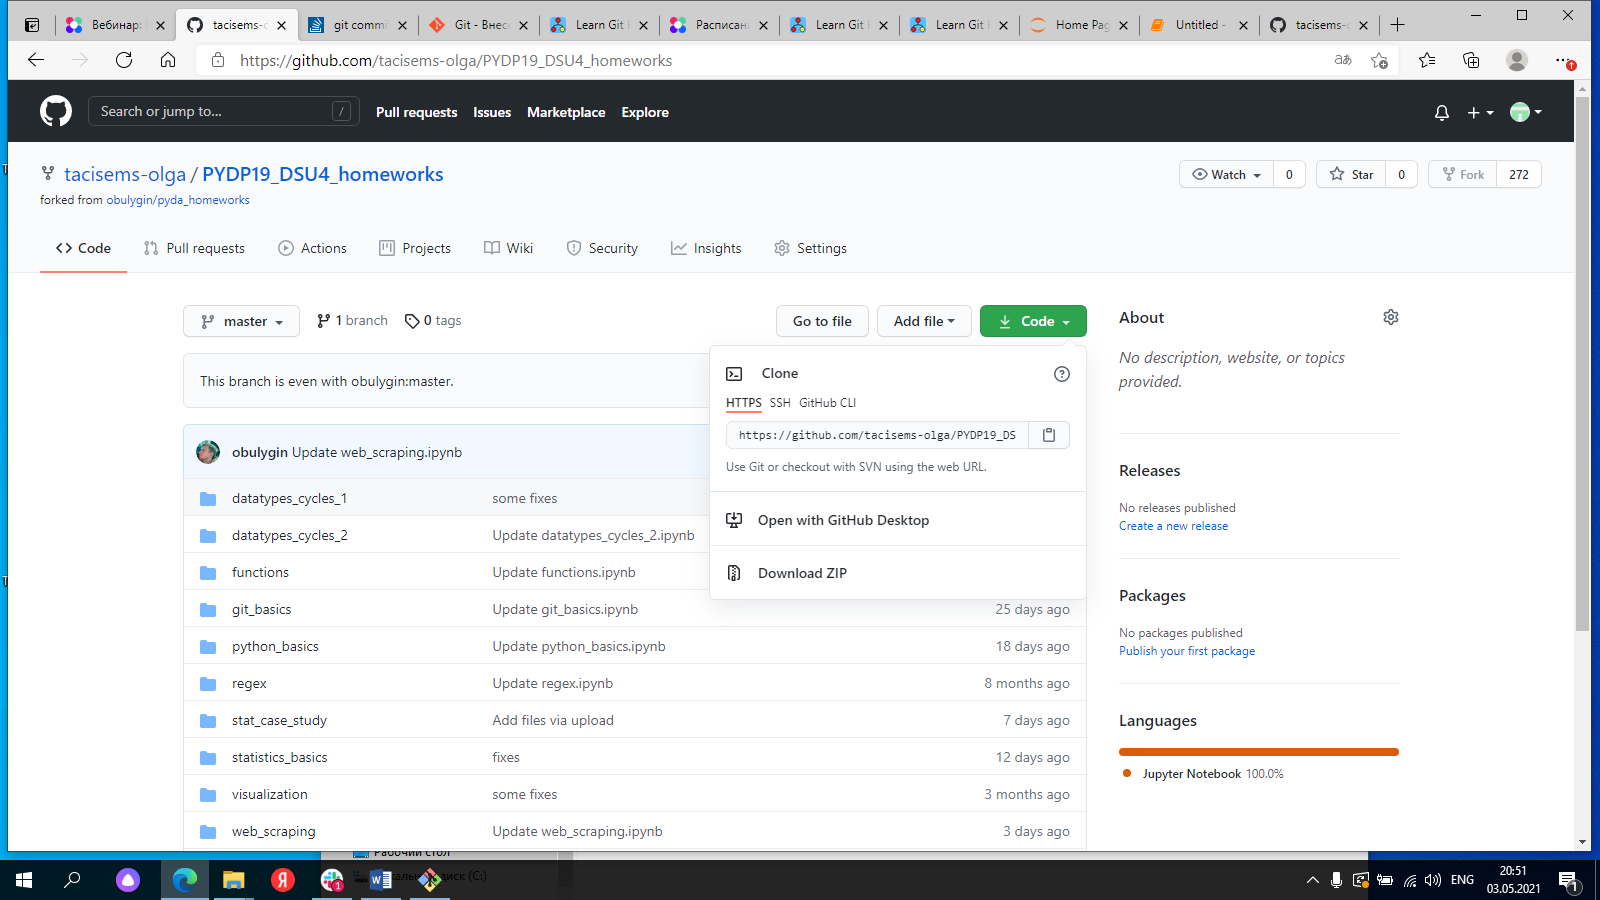 Вебинар:
tacisems-o
git commi
Git - Внес
Learn Git
Расписан
Learn Git
Learn Git
Home Pag
Untitled -
tacisems-o
https://github.com/tacisems-olga/PYDP19_DSU4_homeworks
Search or jump to...
/
Pull requests
Issues
Marketplace
Explore
tacisems-olga / PYDP19_DSU4_homeworks
Watch 0
Star 0
Fork 272
forked from obulygin/pyda_homeworks
Code
Pull requests
Actions
Projects
Wiki
Security
Insights
Settings
master
1 branch
0 tags
Go to file
Add file
Code
About
No description, website, or topics
provided.
This branch is even with obulygin:master.
Clone
HTTPS SSH GitHub CLI
https://github.com/tacisems-olga/PYDP19_DS
Use Git or checkout with SVN using the web URL.
Open with GitHub Desktop
Download ZIP
obulygin Update web_scraping.ipynb
datatypes_cycles_1 some fixes
datatypes_cycles_2 Update datatypes_cycles_2.ipynb
functions Update functions.ipynb
git_basics Update git_basics.ipynb 25 days ago
python_basics Update python_basics.ipynb 18 days ago
regex Update regex.ipynb 8 months ago
stat_case_study Add files via upload 7 days ago
statistics_basics fixes 12 days ago
visualization some fixes 3 months ago
web_scraping Update web_scraping.ipynb 3 days ago
Releases
No releases published
Create a new release
Packages
No packages published
Publish your first package
Languages
Jupyter Notebook 100.0%
Рабочий стол
диск (C:)
ENG
20:51
03.05.2021
1